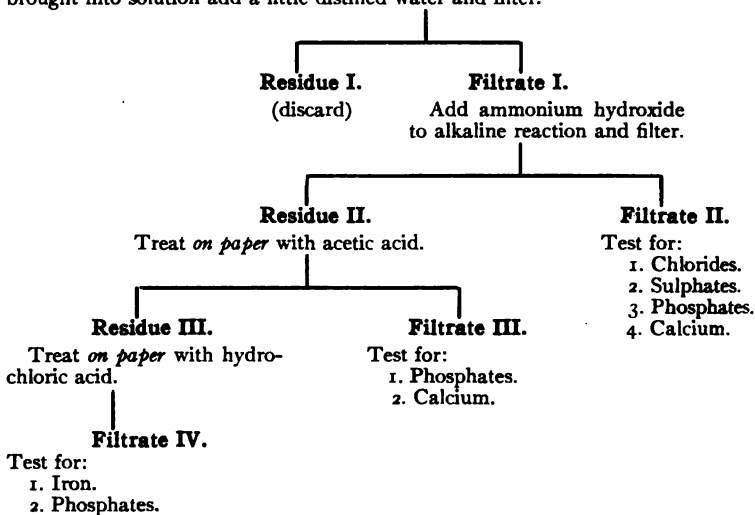 brought into solution add a little distilled water and filter.
Residue I.
(discard)
Filtrate I.
Add ammonium hydroxide
to alkaline reaction and filter.
Residue II.
Treat on paper with acetic acid.
Filtrate II.
Test for:
1. Chlorides.
2. Sulphates.
3. Phosphates.
4. Calcium.
Residue III.
Treat on paper with hydro-
chloric acid.
Filtrate III.
Test for:
1. Phosphates.
2. Calcium.
Filtrate IV.
Test for:
1. Iron.
2. Phosphates.